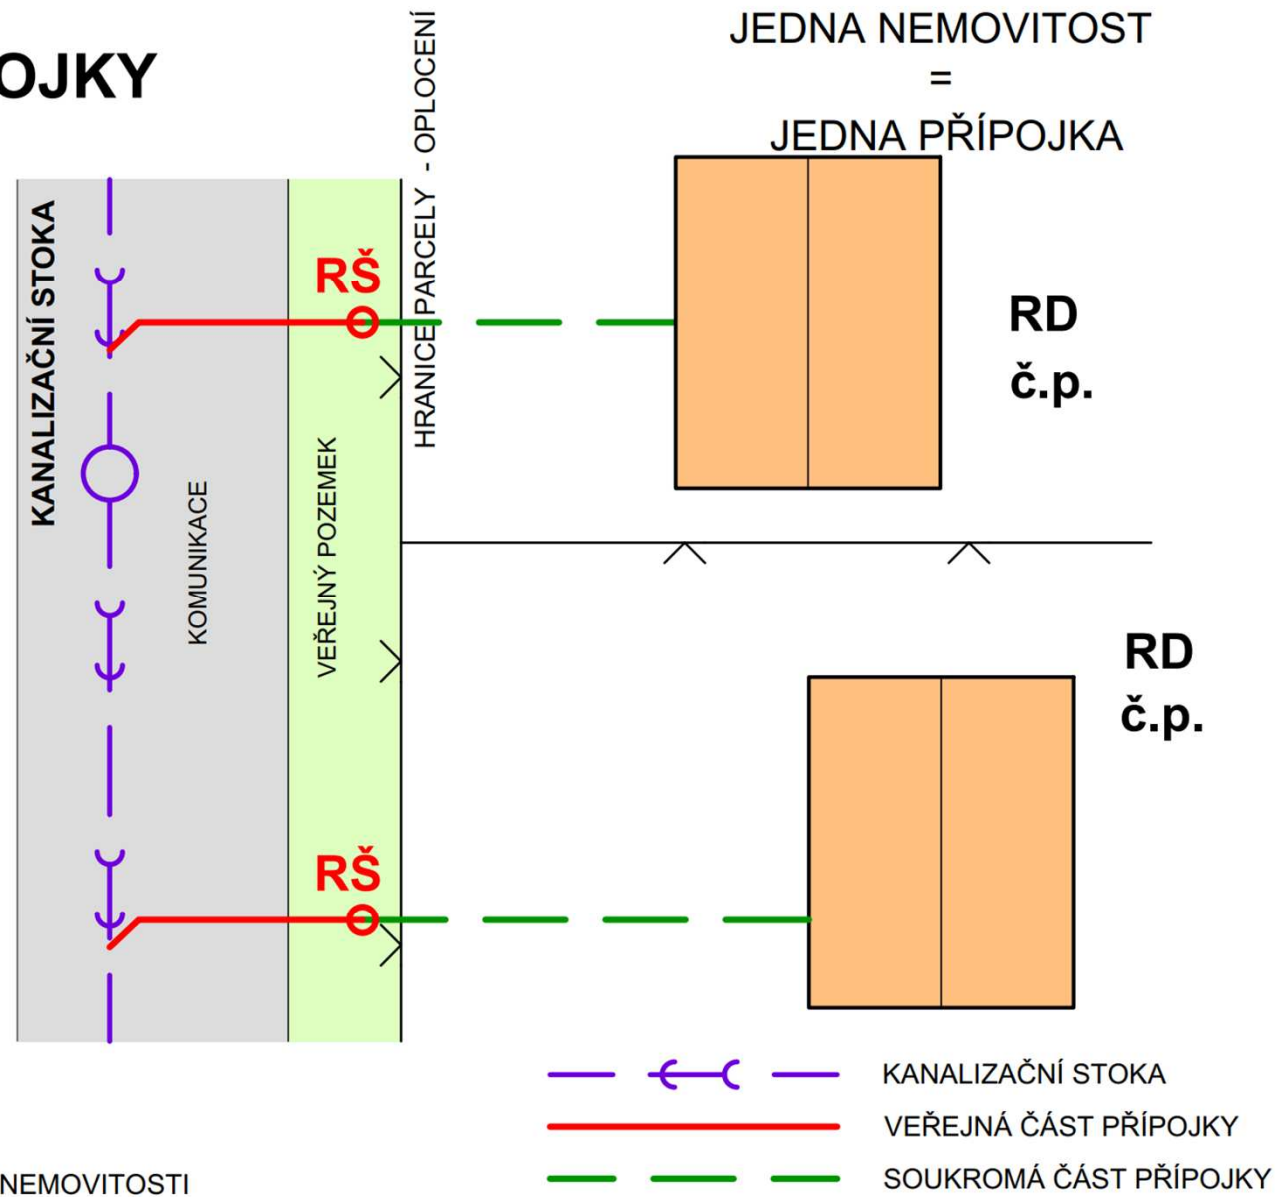 OJKY
JEDNA NEMOVITOST
=
JEDNA PŘÍPOJKA
HRANICE PARCELY - OPLOCENÍ
KANALIZAČNÍ STOKA
RŠ
RD
č.p.
KOMUNIKACE
VEŘEJNÝ POZEMEK
RD
č.p.
RŠ
KANALIZAČNÍ STOKA
VEŘEJNÁ ČÁST PŘÍPOJKY
SOUKROMÁ ČÁST PŘÍPOJKY
NEMOVITOSTI